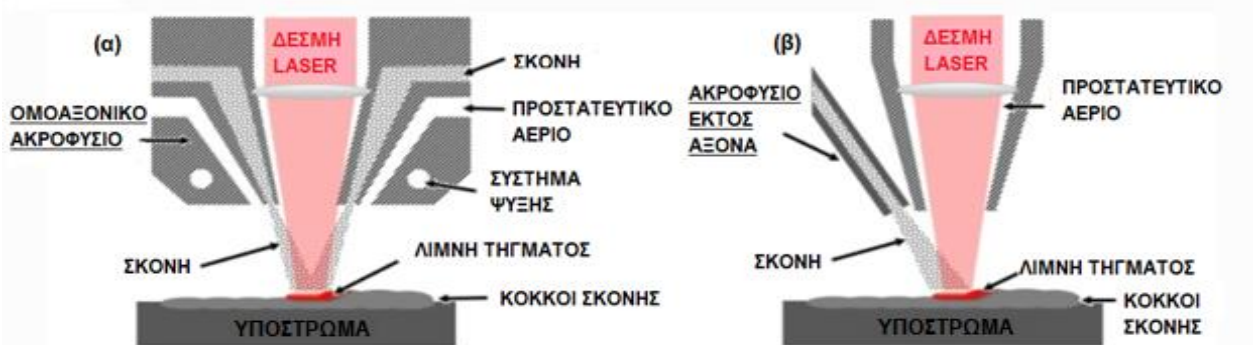 (α)
ΔΕΣΜΗ
LASER
ΣΚΟΝΗ
ΟΜΟΑΞΟΝΙΚΟ
ΑΚΡΟΦΥΣΙΟ
ΠΡΟΣΤΑΤΕΥΤΙΚΟ
ΑΕΡΙΟ
ΣΥΣΤΗΜΑ
ΨΥΞΗΣ
ΣΚΟΝΗ
ΛΙΜΝΗ ΤΗΓΜΑΤΟΣ
ΚΟΚΚΟΙ ΣΚΟΝΗΣ
ΥΠΟΣΤΡΩΜΑ
(β)
ΔΕΣΜΗ
LASER
ΑΚΡΟΦΥΣΙΟ
ΕΚΤΟΣ
ΑΞΟΝΑ
ΠΡΟΣΤΑΤΕΥΤΙΚΟ
ΑΕΡΙΟ
ΣΚΟΝΗ
ΛΙΜΝΗ ΤΗΓΜΑΤΟΣ
ΚΟΚΚΟΙ
ΣΚΟΝΗΣ
ΥΠΟΣΤΡΩΜΑ